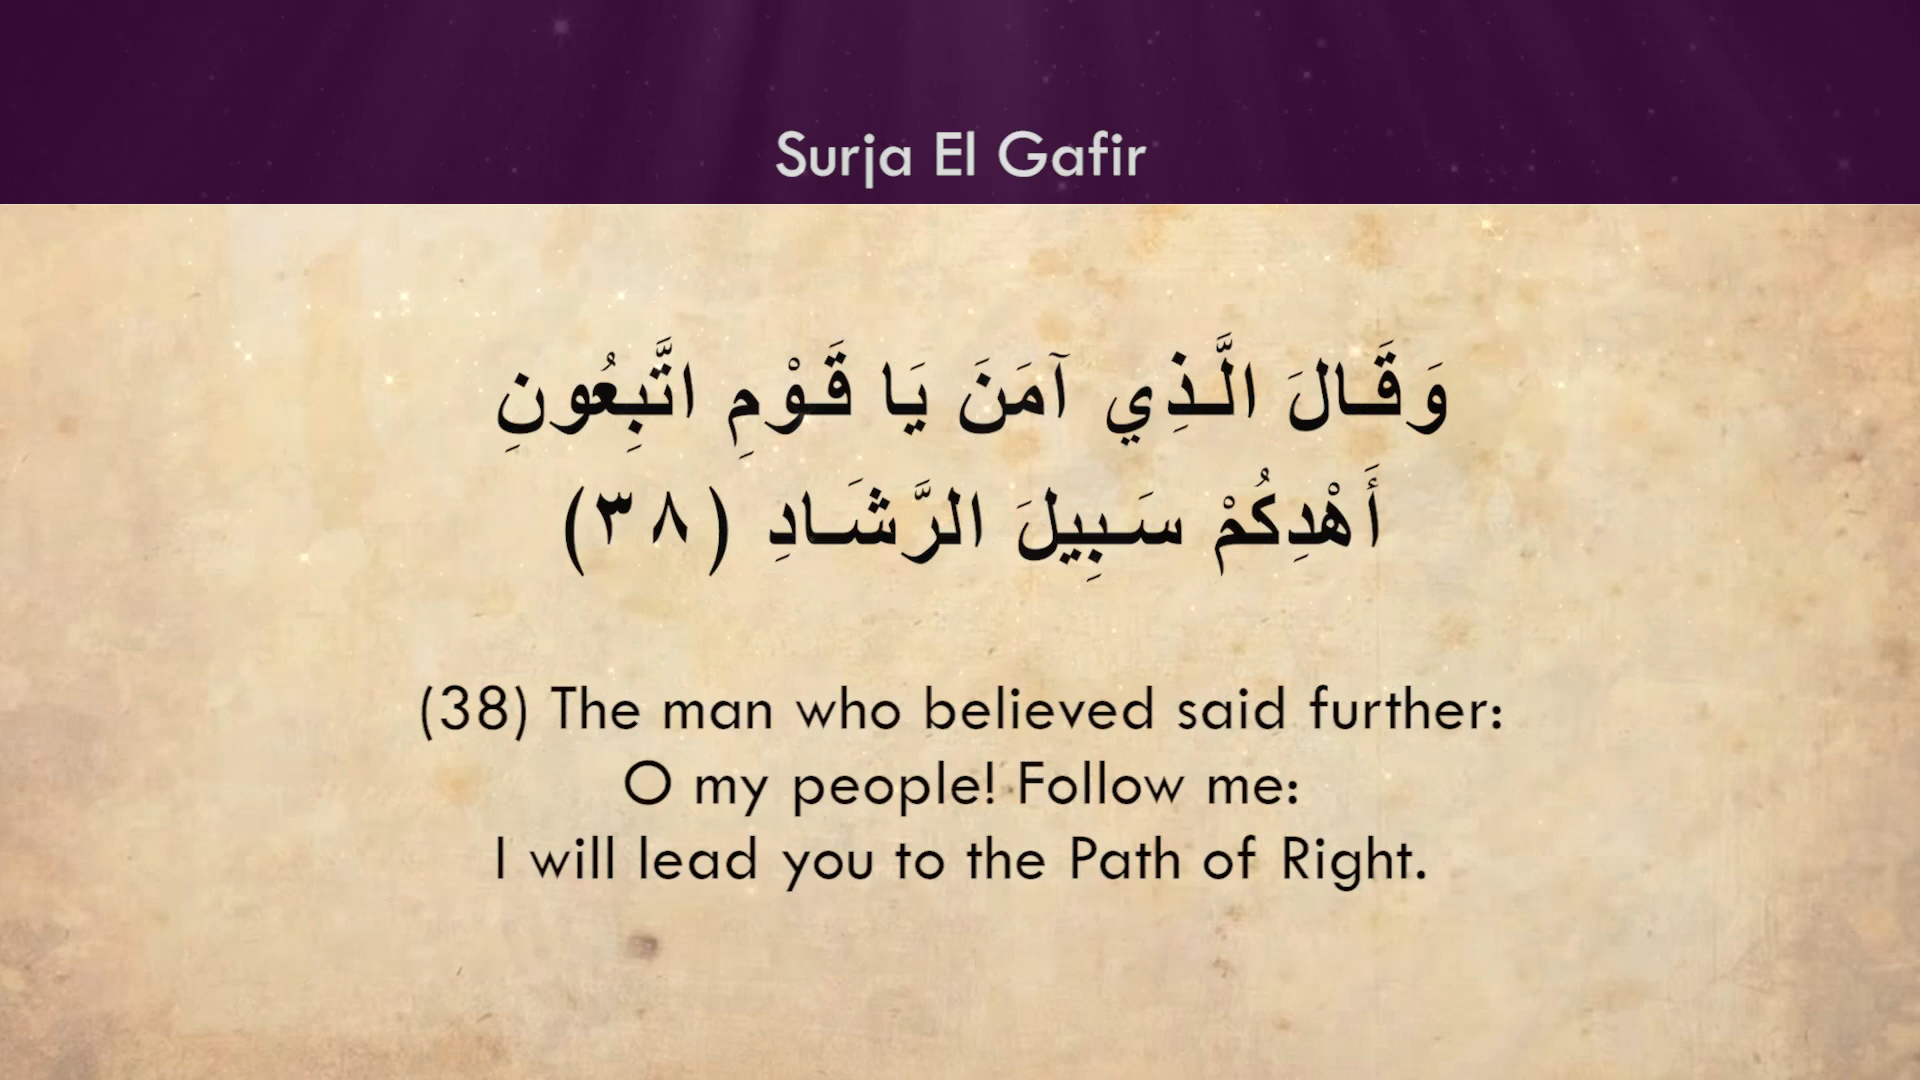 Surja El Gafir
وَقَالَ الَّذِي آمَنَ يَا قَوْمِ اتَّبِعُونِ
أَهْدِكُمْ سَبِيلَ الرَّشَادِ (٣٨)
(38) The man who believed said further:
O my people! Follow me:
I will lead you to the Path of Right.